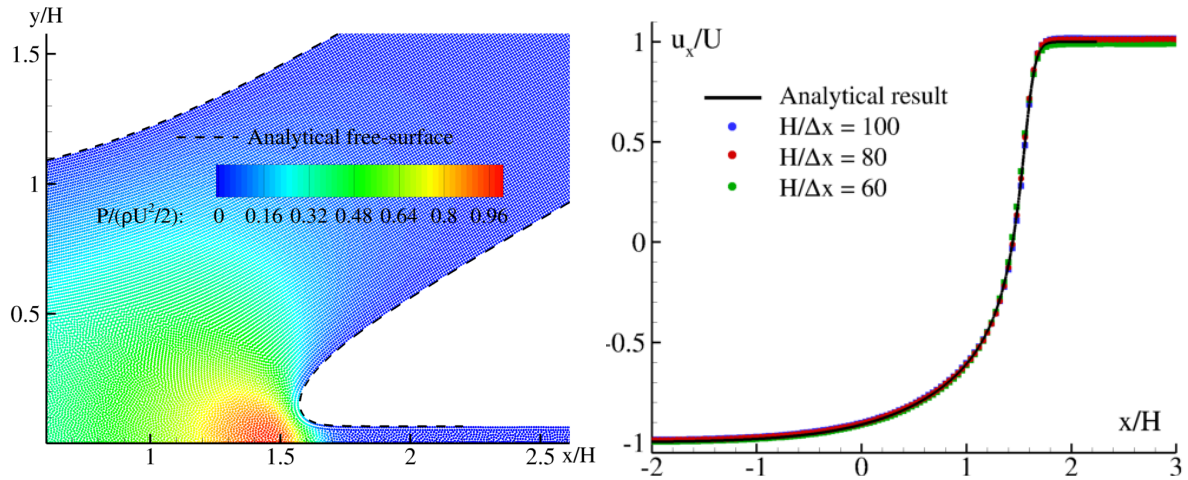 y/H
1.5
Analytical free-surface
1
P/(ρU²/2): 0 0.16 0.32 0.48 0.64 0.8 0.96
0.5
1 1.5 2 2.5 x/H
1 u_x/U
Analytical result
H/Δx = 100
0.5
H/Δx = 80
H/Δx = 60
0
-0.5
x/H
-1
-2 -1 0 1 2 3